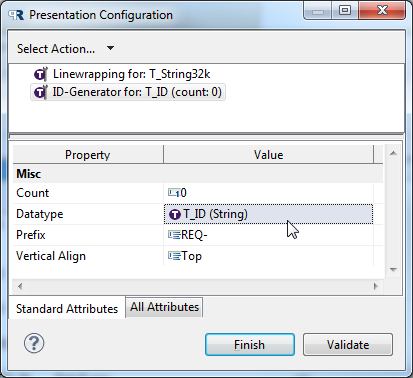 Presentation Configuration
Select Action...
Linewrapping for: T_String32k
ID-Generator for: T_ID (count: 0)
Property Value
Misc
Count 0
Datatype T_ID (String)
Prefix REQ-
Vertical Align Top
Standard Attributes All Attributes
? Finish Validate